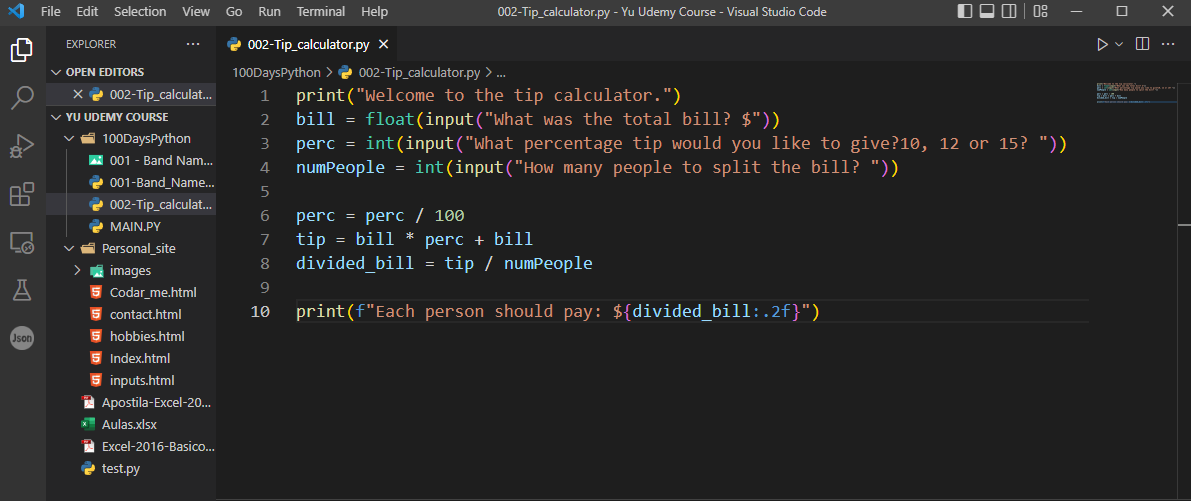 File Edit Selection View Go Run Terminal Help 002-Tip_calculator.py - Yu Udemy Course - Visual Studio Code
EXPLORER ···
002-Tip_calculator.py
OPEN EDITORS
002-Tip_calculat...
YU UDEMY COURSE
100DaysPython
001 - Band Nam...
001-Band_Name...
002-Tip_calculat...
MAIN.PY
Personal_site
images
Codar_me.html
contact.html
hobbies.html
Index.html
inputs.html
Apostila-Excel-20...
Aulas.xlsx
Excel-2016-Basico...
test.py
Json
100DaysPython > 002-Tip_calculator.py > ...
1 print("Welcome to the tip calculator.")
2 bill = float(input("What was the total bill? $"))
3 perc = int(input("What percentage tip would you like to give?10, 12 or 15? "))
4 numPeople = int(input("How many people to split the bill? "))
5
6 perc = perc / 100
7 tip = bill * perc + bill
8 divided_bill = tip / numPeople
9
10 print(f"Each person should pay: ${divided_bill:.2f}")